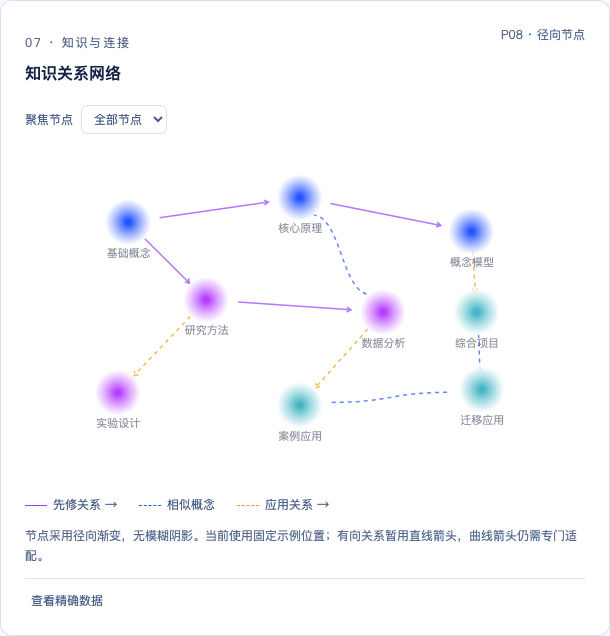 07 · 知识与连接
P08 · 径向节点
知识关系网络
聚焦节点
全部节点
核心原理
基础概念
概念模型
研究方法
数据分析
综合项目
实验设计
案例应用
迁移应用
先修关系 →
相似概念
应用关系 →
节点采用径向渐变，无模糊阴影。当前使用固定示例位置；有向关系暂用直线箭头，曲线箭头仍需专门适
配。
查看精确数据